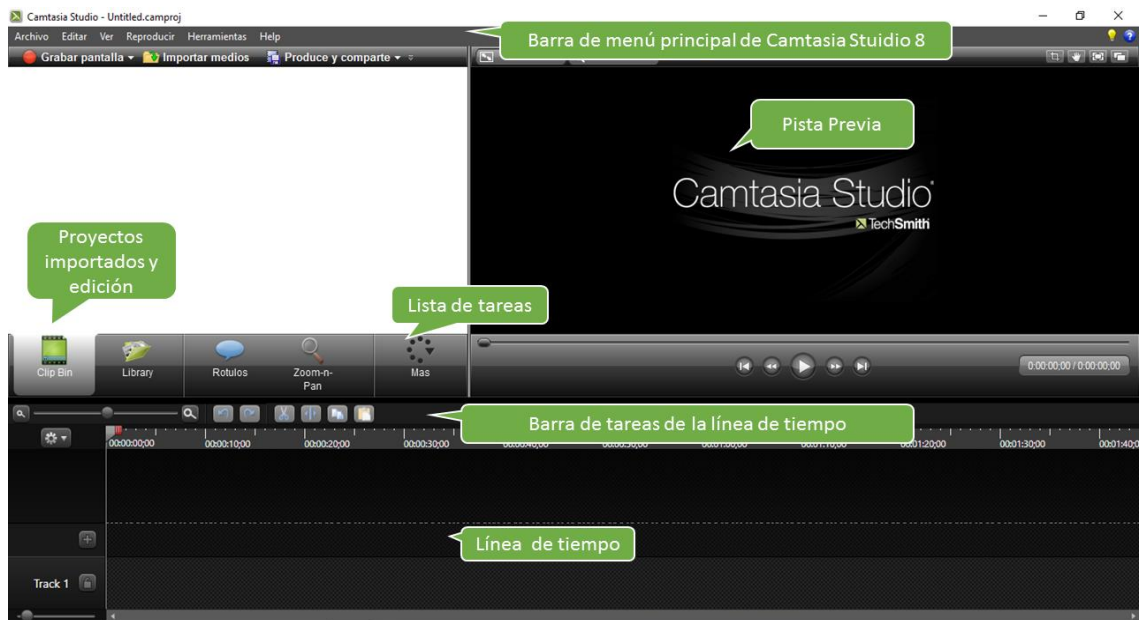 Camtasia Studio - Untitled.camproj
Archivo Editar Ver Reproducir Herramientas Help
Barra de menú principal de Camtasia Stuidio 8
Grabar pantalla Importar medios Produce y comparte
Pista Previa
Camtasia Studio
TechSmith
Proyectos
importados y
edición
Lista de tareas
Clip Bin Library Rotulos Zoom-n-
Pan Mas
0:00:00;00 / 0:00:00;00
Barra de tareas de la línea de tiempo
00:00:00;00 00:00:10;00 00:00:20;00 00:00:30;00 00:01:20;00 00:01:30;00 00:01:40;0
Línea de tiempo
Track 1